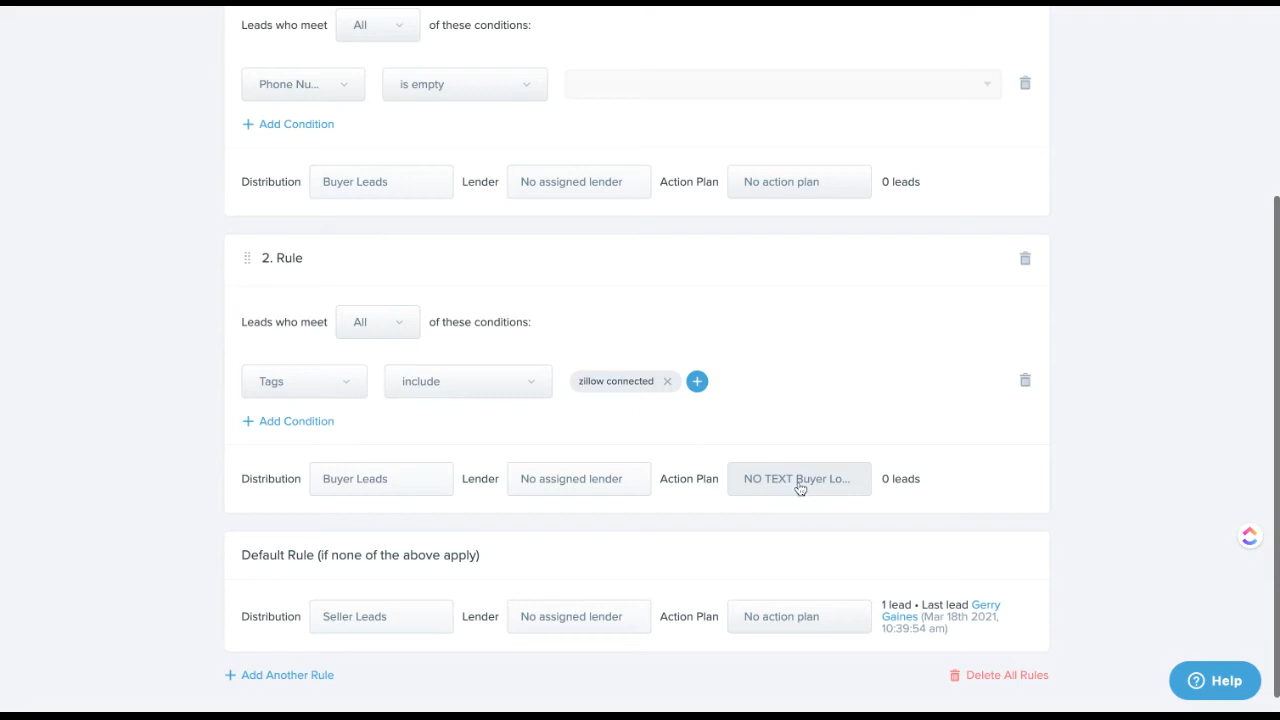 Leads who meet All of these conditions:
Phone Nu... is empty
+ Add Condition
Distribution Buyer Leads Lender No assigned lender Action Plan No action plan 0 leads
2. Rule
Leads who meet All of these conditions:
Tags include zillow connected
+ Add Condition
Distribution Buyer Leads Lender No assigned lender Action Plan NO TEXT Buyer Lo... 0 leads
Default Rule (if none of the above apply)
Distribution Seller Leads Lender No assigned lender Action Plan No action plan
1 lead • Last lead Gerry
Gaines (Mar 18th 2021,
10:39:54 am)
+ Add Another Rule
Delete All Rules
Help